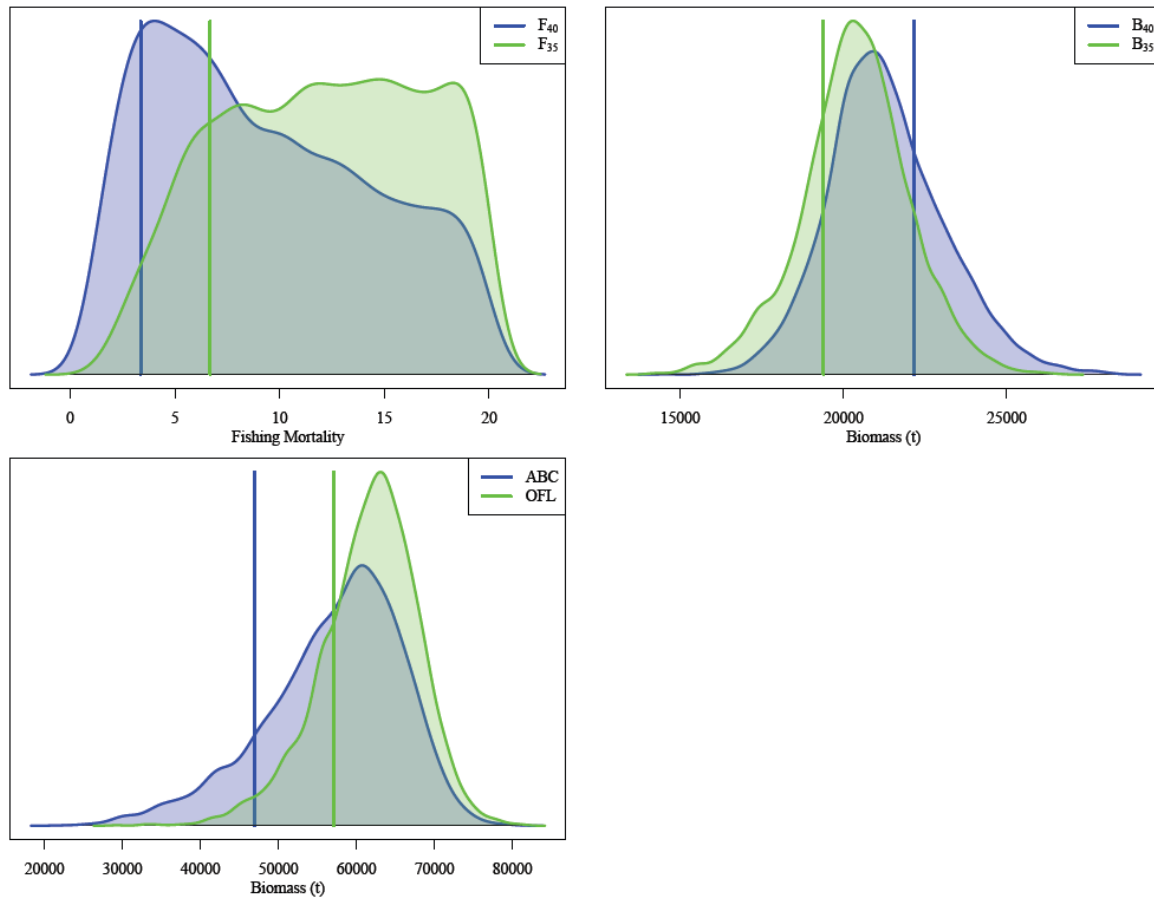 F₄₀
F₃₅
0 5 10 15 20
Fishing Mortality
B₄₀
B₃₅
15000 20000 25000
Biomass (t)
ABC
OFL
20000 30000 40000 50000 60000 70000 80000
Biomass (t)